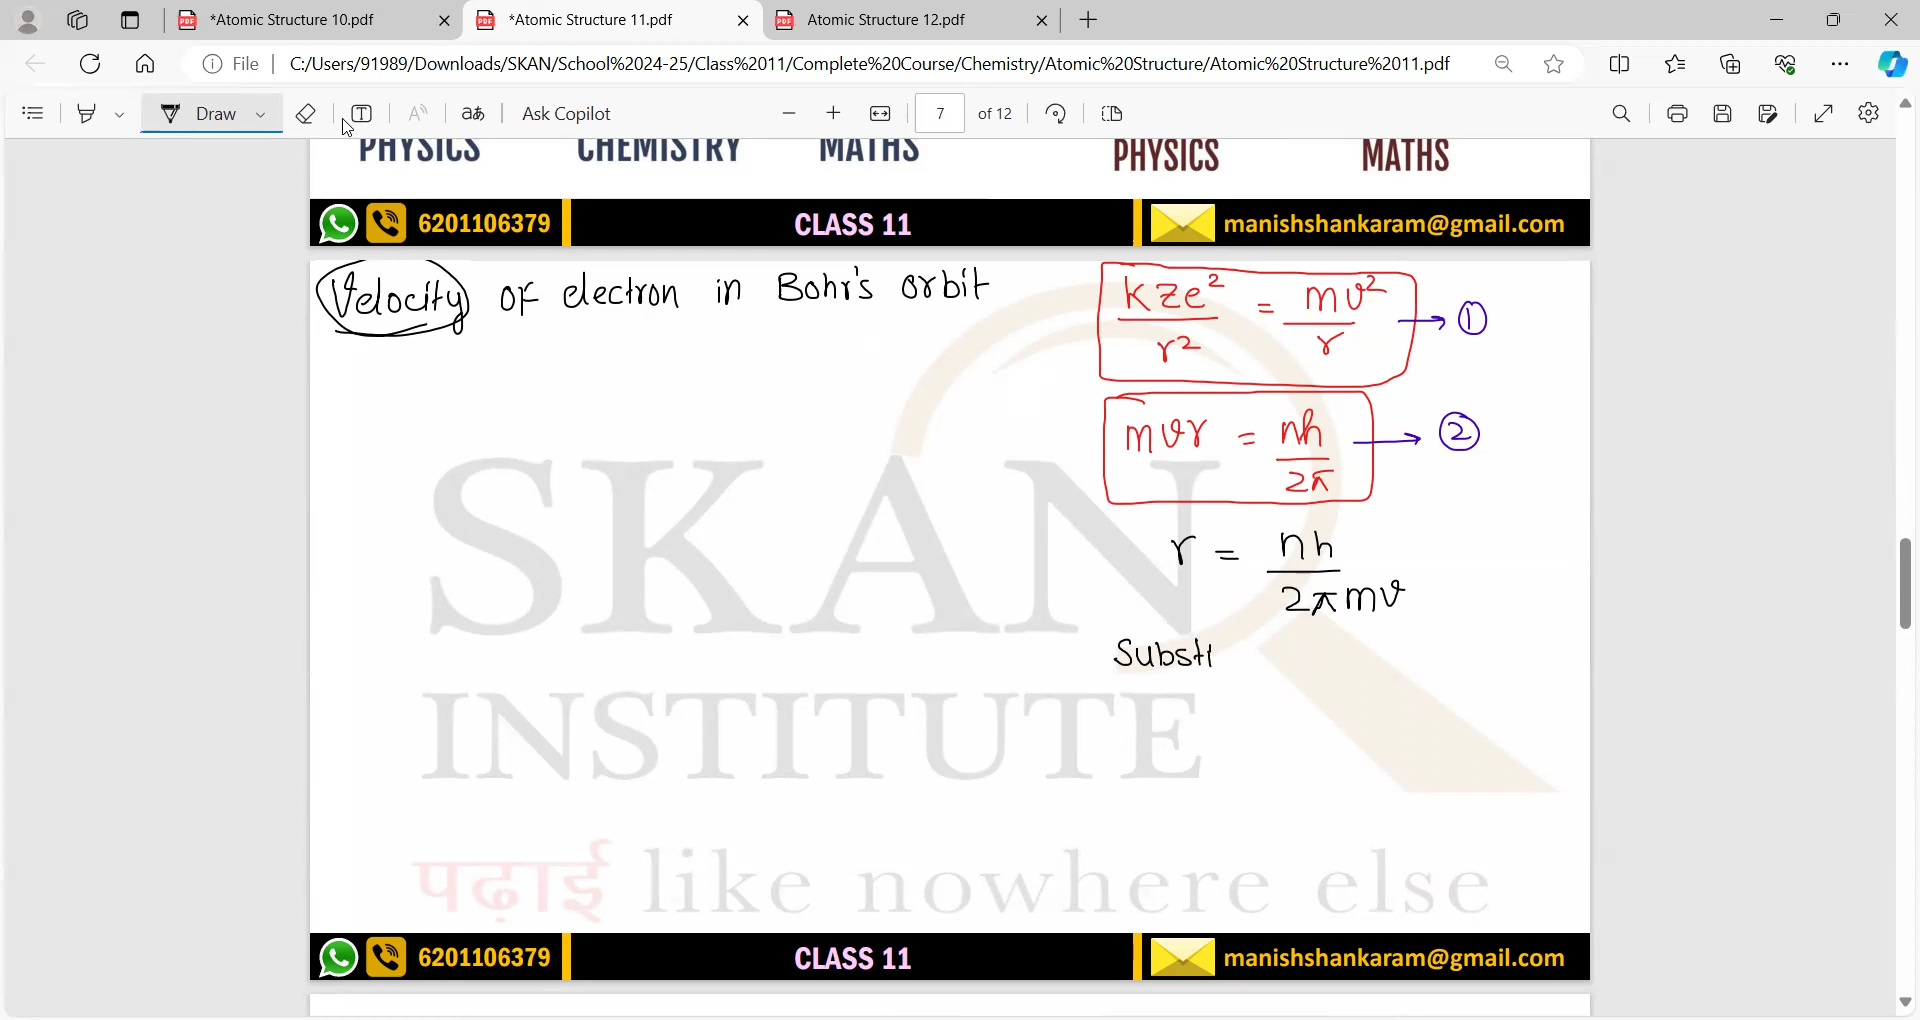 *Atomic Structure 10.pdf
*Atomic Structure 11.pdf
Atomic Structure 12.pdf
File
C:/Users/91989/Downloads/SKAN/School%2024-25/Class%2011/Complete%20Course/Chemistry/Atomic%20Structure/Atomic%20Structure%2011.pdf
Draw
T
A
aあ
Ask Copilot
7 of 12
PHYSICS CHEMISTRY MATHS PHYSICS MATHS
6201106379 CLASS 11 manishshankaram@gmail.com
Velocity of electron in Bohr's orbit
kze²/r² = mv²/r → ①
mvr = nh/2π → ②
r = nh/2πmv
Substi
SKAN
INSTITUTE
पढ़ाई like nowhere else
6201106379 CLASS 11 manishshankaram@gmail.com